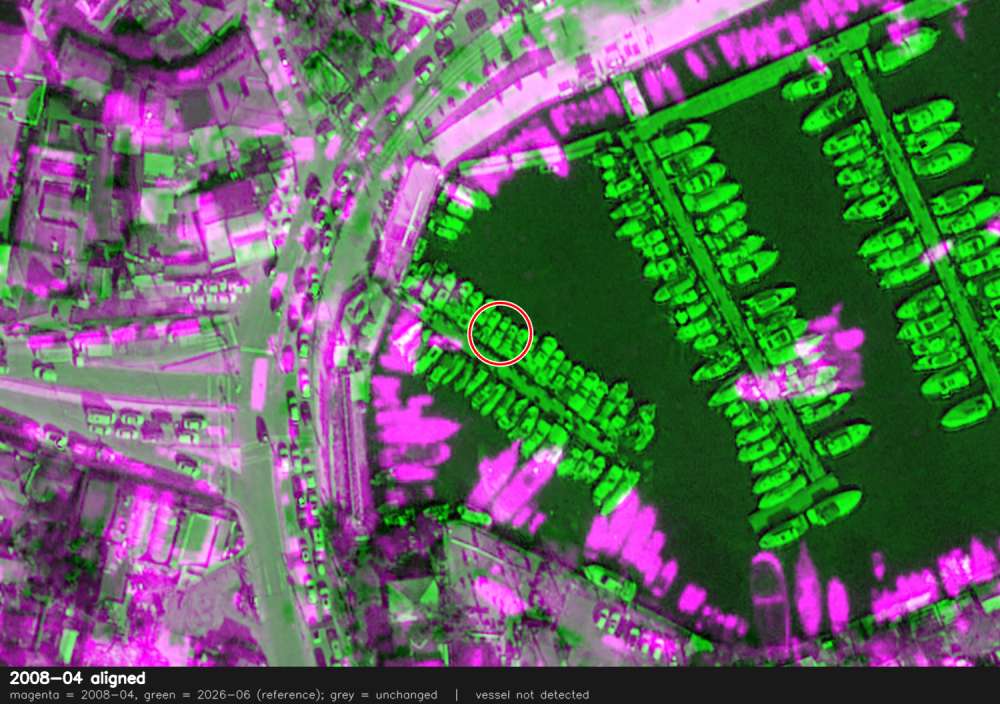 2008-04 aligned
magenta = 2008-04, green = 2026-06 (reference); grey = unchanged | vessel not detected